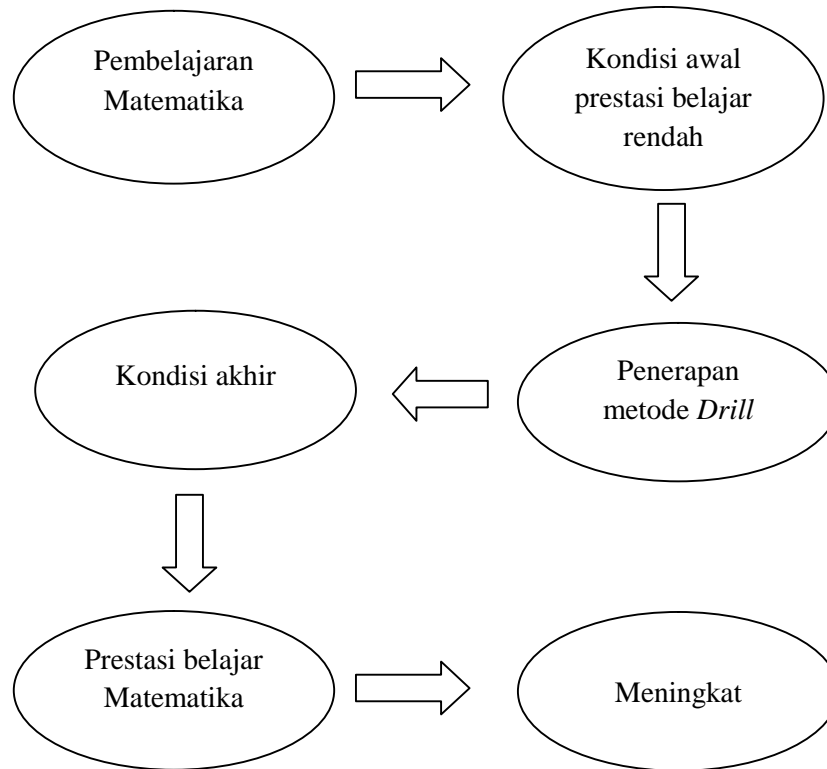 Pembelajaran
Matematika
Kondisi awal
prestasi belajar
rendah
Penerapan
metode Drill
Kondisi akhir
Prestasi belajar
Matematika
Meningkat